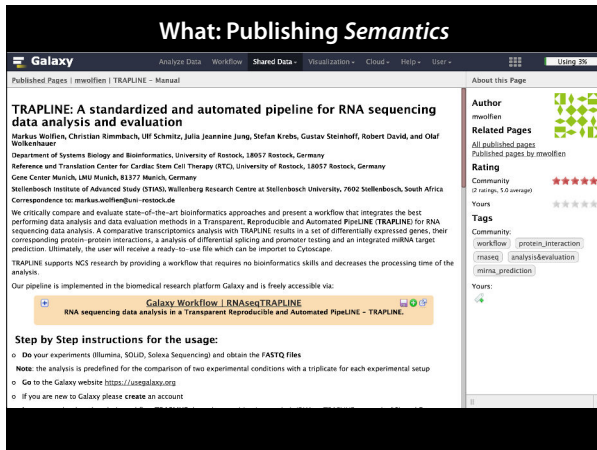 What: Publishing Semantics
Galaxy
Analyze Data Workflow Shared Data Visualization Cloud Help User Using 3%
Published Pages | mwolfien | TRAPLINE - Manual
TRAPLINE: A standardized and automated pipeline for RNA sequencing
data analysis and evaluation
Markus Wolfien, Christian Rimmbach, Ulf Schmitz, Julia Jeannine Jung, Stefan Krebs, Gustav Steinhoff, Robert David, and Olaf
Wolkenhauer
Department of Systems Biology and Bioinformatics, University of Rostock, 18057 Rostock, Germany
Reference and Translation Center for Cardiac Stem Cell Therapy (RTC), University of Rostock, 18057 Rostock, Germany
Gene Center Munich, LMU Munich, 81377 Munich, Germany
Stellenbosch Institute of Advanced Study (STIAS), Wallenberg Research Centre at Stellenbosch University, 7602 Stellenbosch, South Africa
Correspondence to: markus.wolfien@uni-rostock.de
We critically compare and evaluate state-of-the-art bioinformatics approaches and present a workflow that integrates the best
performing data analysis and data evaluation methods in a Transparent, Reproducible and Automated PipeLINE (TRAPLINE) for RNA
sequencing data analysis. A comparative transcriptomics analysis with TRAPLINE results in a set of differentially expressed genes, their
corresponding protein-protein interactions, a analysis of differential splicing and promoter testing and an integrated miRNA target
prediction. Ultimately, the user will receive a ready-to-use file which can be imported to Cytoscape.
TRAPLINE supports NGS research by providing a workflow that requires no bioinformatics skills and decreases the processing time of the
analysis.
Our pipeline is implemented in the biomedical research platform Galaxy and is freely accessible via:
Galaxy Workflow | RNAseqTRAPLINE
RNA sequencing data analysis in a Transparent Reproducible and Automated PipeLINE - TRAPLINE.
Step by Step instructions for the usage:
o Do your experiments (Illumina, SOLiD, Solexa Sequencing) and obtain the FASTQ files
Note: the analysis is predefined for the comparison of two experimental conditions with a triplicate for each experimental setup
o Go to the Galaxy website https://usegalaxy.org
o If you are new to Galaxy please create an account
About this Page
Author
mwolfien
Related Pages
All published pages
Published pages by mwolfien
Rating
Community
(2 ratings, 5.0 average)
Yours
Tags
Community:
workflow protein_interaction
rnaseq analysis&evaluation
mirna_prediction
Yours: